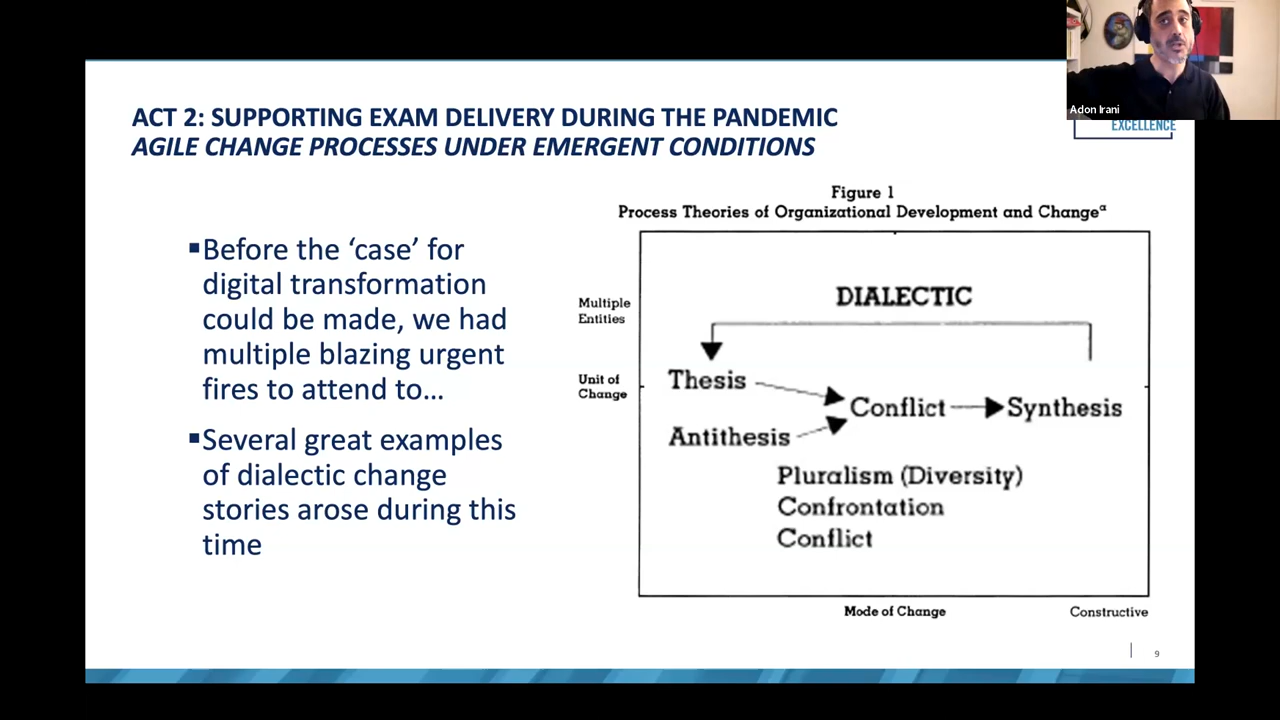 ACT 2: SUPPORTING EXAM DELIVERY DURING THE PANDEMIC
AGILE CHANGE PROCESSES UNDER EMERGENT CONDITIONS
Adon Irani
EXCELLENCE
▪Before the ‘case’ for
digital transformation
could be made, we had
multiple blazing urgent
fires to attend to…
▪Several great examples
of dialectic change
stories arose during this
time
Figure 1
Process Theories of Organizational Development and Changeᵃ
Multiple
Entities
DIALECTIC
Unit of
Change
Thesis
Conflict
Synthesis
Antithesis
Pluralism (Diversity)
Confrontation
Conflict
Mode of Change
Constructive
9